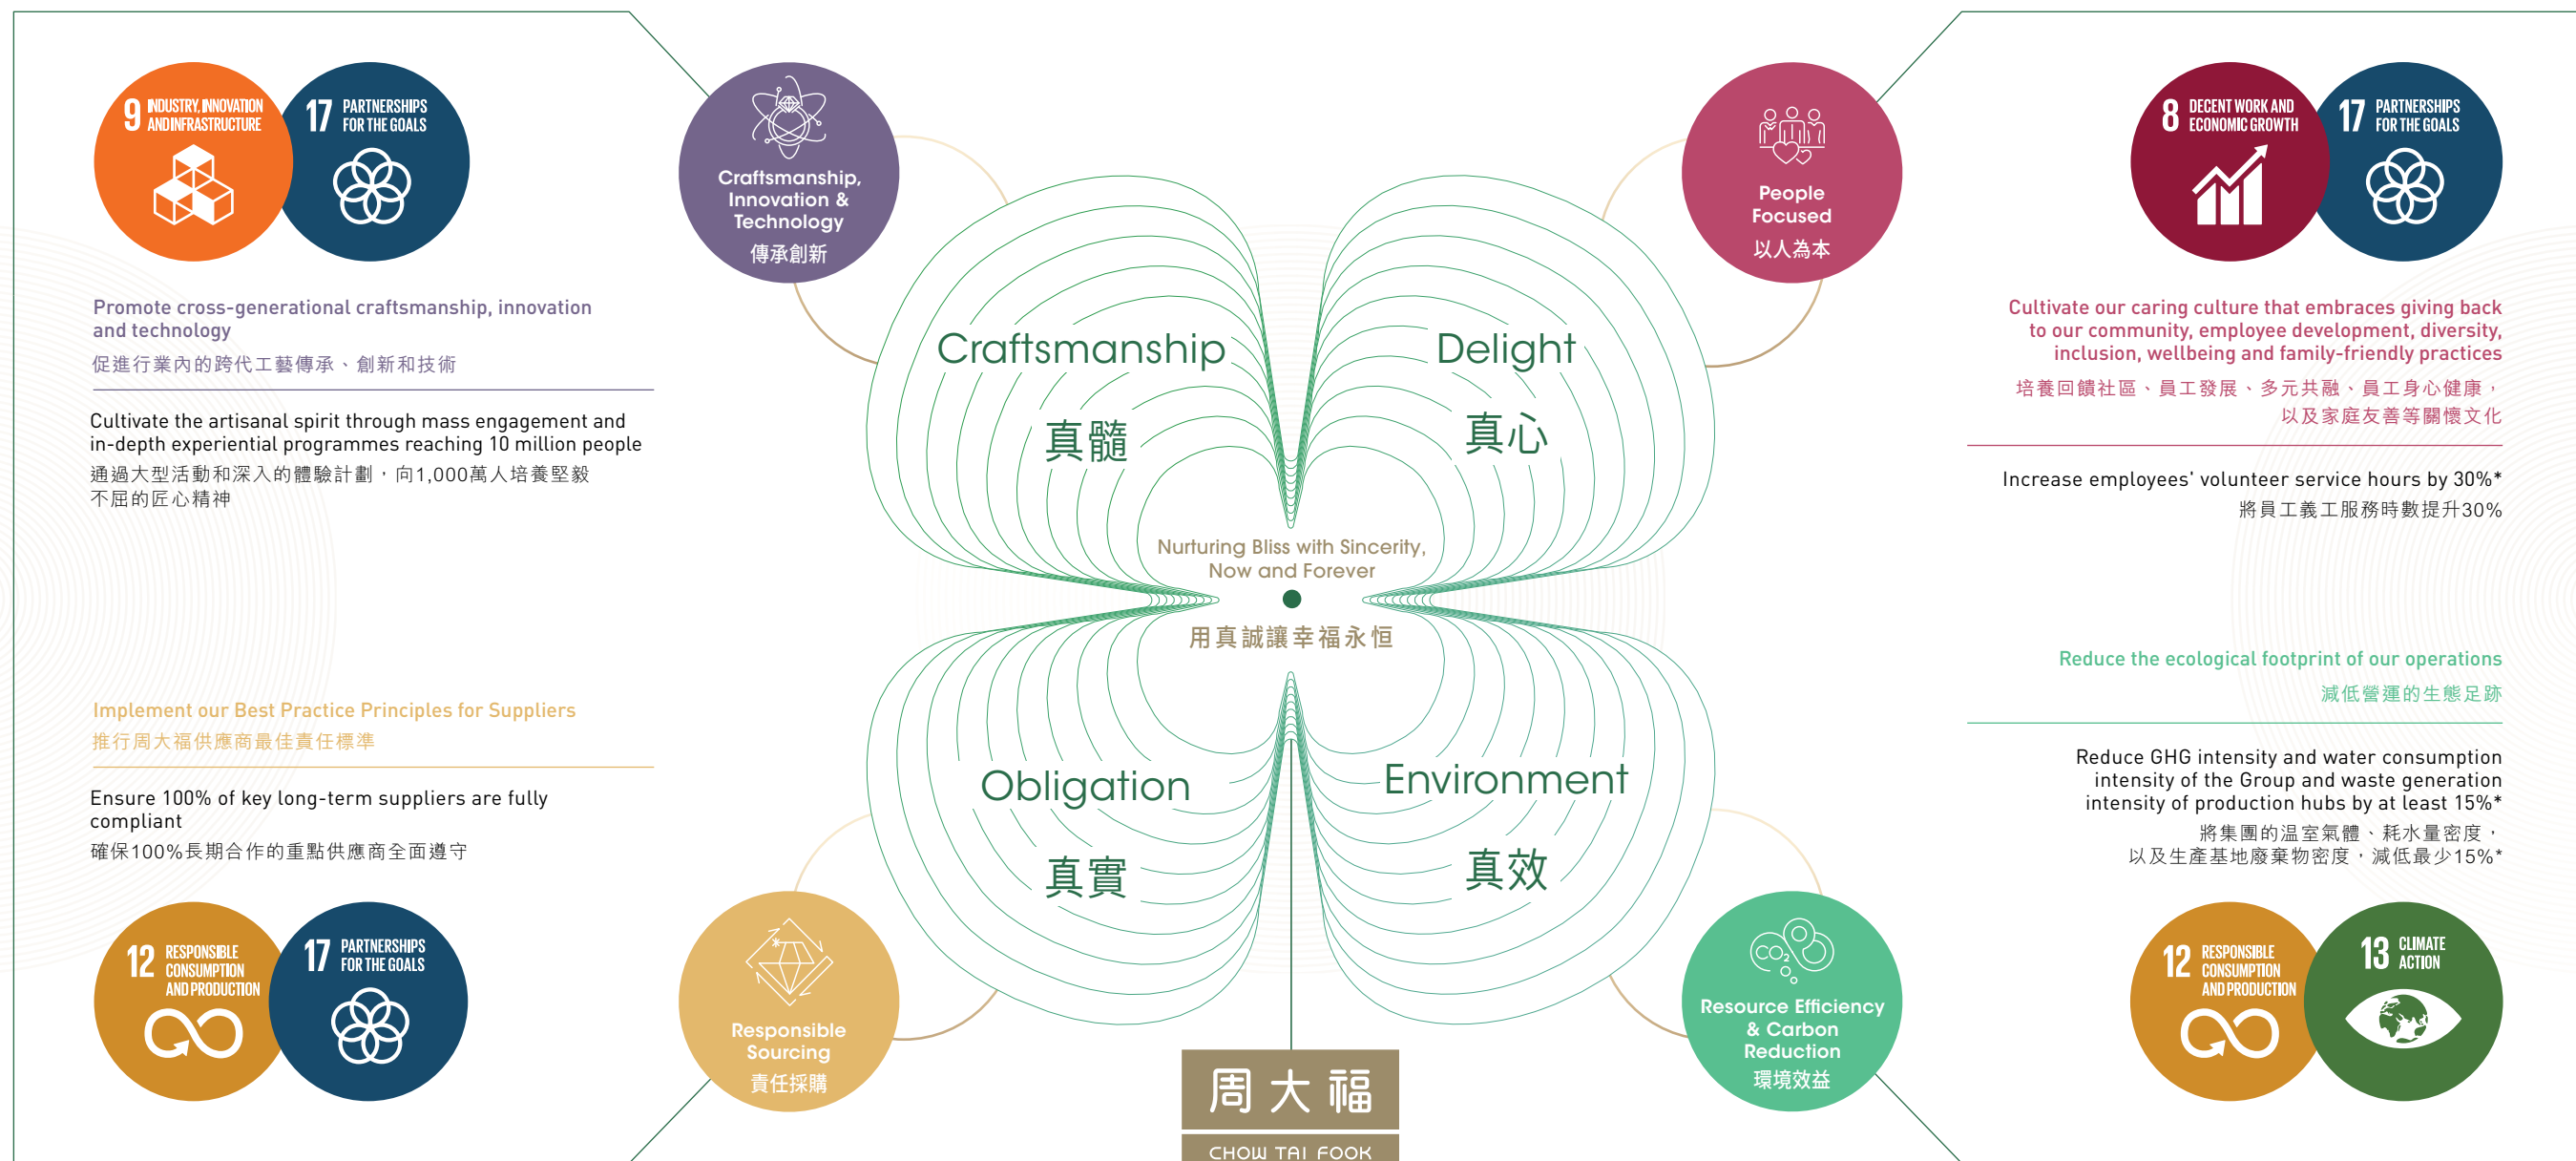 9 INDUSTRY, INNOVATION
AND INFRASTRUCTURE
17 PARTNERSHIPS
FOR THE GOALS
Promote cross-generational craftsmanship, innovation
and technology
促進行業內的跨代工藝傳承、創新和技術
Cultivate the artisanal spirit through mass engagement and
in-depth experiential programmes reaching 10 million people
通過大型活動和深入的體驗計劃，向1,000萬人培養堅毅
不屈的匠心精神
Craftsmanship,
Innovation &
Technology
傳承創新
People
Focused
以人為本
8 DECENT WORK AND
ECONOMIC GROWTH
17 PARTNERSHIPS
FOR THE GOALS
Cultivate our caring culture that embraces giving back
to our community, employee development, diversity,
inclusion, wellbeing and family-friendly practices
培養回饋社區、員工發展、多元共融、員工身心健康，
以及家庭友善等關懷文化
Increase employees' volunteer service hours by 30%*
將員工義工服務時數提升30%
Craftsmanship
真髓
Delight
真心
Nurturing Bliss with Sincerity,
Now and Forever
用真誠讓幸福永恒
Obligation
真實
Environment
真效
Implement our Best Practice Principles for Suppliers
推行周大福供應商最佳責任標準
Ensure 100% of key long-term suppliers are fully
compliant
確保100%長期合作的重點供應商全面遵守
12 RESPONSIBLE
CONSUMPTION
AND PRODUCTION
17 PARTNERSHIPS
FOR THE GOALS
Responsible
Sourcing
責任採購
周大福
CHOW TAI FOOK
CO₂
Resource Efficiency
& Carbon
Reduction
環境效益
Reduce the ecological footprint of our operations
減低營運的生態足跡
Reduce GHG intensity and water consumption
intensity of the Group and waste generation
intensity of production hubs by at least 15%*
將集團的温室氣體、耗水量密度，
以及生產基地廢棄物密度，減低最少15%*
12 RESPONSIBLE
CONSUMPTION
AND PRODUCTION
13 CLIMATE
ACTION